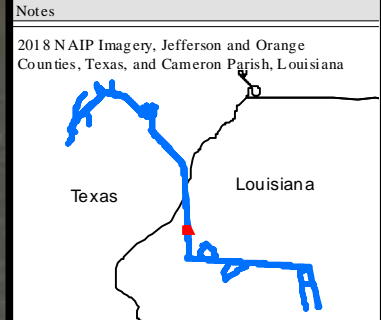 Notes
2018 NAIP Imagery, Jefferson and Orange
Counties, Texas, and Cameron Parish, Louisiana
Louisiana
Texas